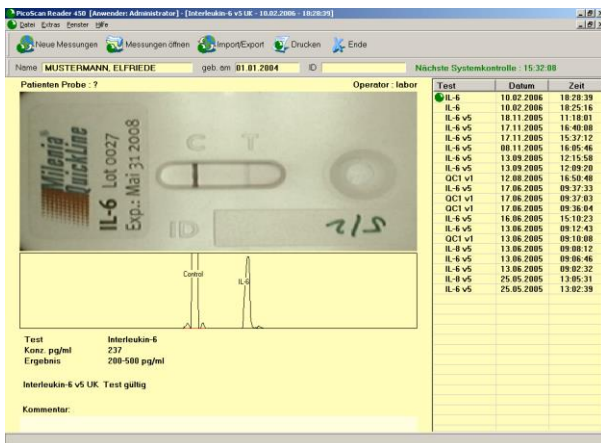 PicoScan Reader 450 [Anwender: Administrator] - [Interleukin-6 v5 UK - 10.02.2006 - 10:28:39]
Datei Extras Fenster Hilfe
Neue Messungen Messungen öffnen Import/Export Drucken Ende
Name MUSTERMANN, ELFRIEDE geb. am 01.01.2004 ID Nächste Systemkontrolle : 15:32:08
Patienten Probe : ? Operator : labor
Milenia
QuickLine
IL-6 Lot 0027
Exp.: Mai 31 2008
C T
ID
Control
IL-6
Test Interleukin-6
Konz. pg/ml 237
Ergebnis 200-500 pg/ml
Interleukin-6 v5 UK Test gültig
Kommentar:
Test Datum Zeit
IL-6 10.02.2006 10:28:39
IL-6 10.02.2006 10:25:16
IL-6 v5 18.11.2005 11:18:01
IL-6 v5 17.11.2005 16:40:08
IL-6 v5 17.11.2005 15:37:12
IL-6 v5 08.11.2005 16:05:46
IL-6 v5 13.09.2005 12:15:58
IL-6 v5 13.09.2005 12:09:20
QC1 v1 12.08.2005 16:50:48
IL-6 v5 17.06.2005 09:37:33
QC1 v1 17.06.2005 09:37:03
QC1 v1 17.06.2005 09:36:04
IL-6 v5 16.06.2005 15:10:23
IL-6 v5 13.06.2005 09:12:43
QC1 v1 13.06.2005 09:10:08
IL-8 v5 13.06.2005 09:08:12
IL-6 v5 13.06.2005 09:06:46
IL-6 v5 13.06.2005 09:02:32
IL-8 v5 25.05.2005 13:05:31
IL-6 v5 25.05.2005 13:02:39